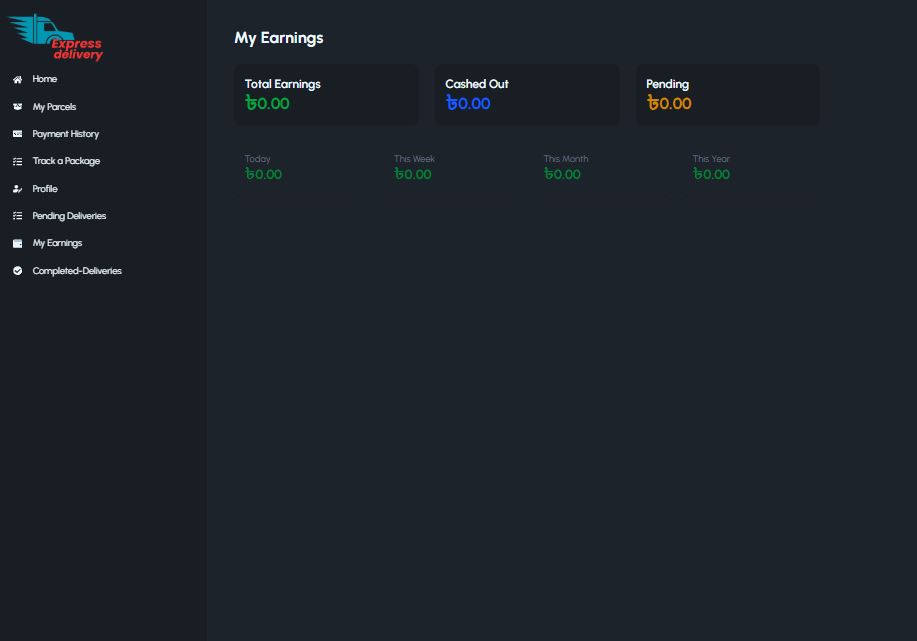 Express
delivery
Home
My Parcels
Payment History
Track a Package
Profile
Pending Deliveries
My Earnings
Completed-Deliveries
My Earnings
Total Earnings
৳0.00
Cashed Out
৳0.00
Pending
৳0.00
Today
৳0.00
This Week
৳0.00
This Month
৳0.00
This Year
৳0.00